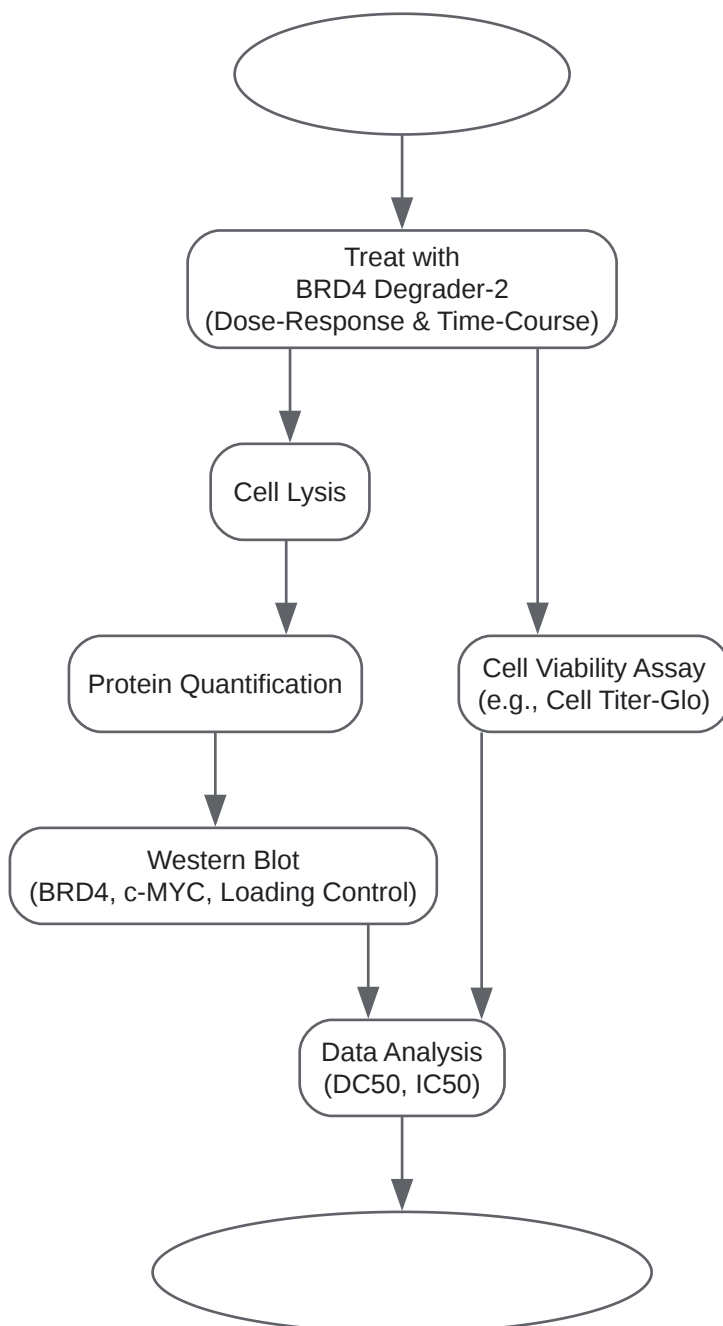 Treat with
BRD4 Degrader-2
(Dose-Response & Time-Course)
Cell Lysis
Protein Quantification
Cell Viability Assay
(e.g., Cell Titer-Glo)
Western Blot
(BRD4, c-MYC, Loading Control)
Data Analysis
(DC50, IC50)